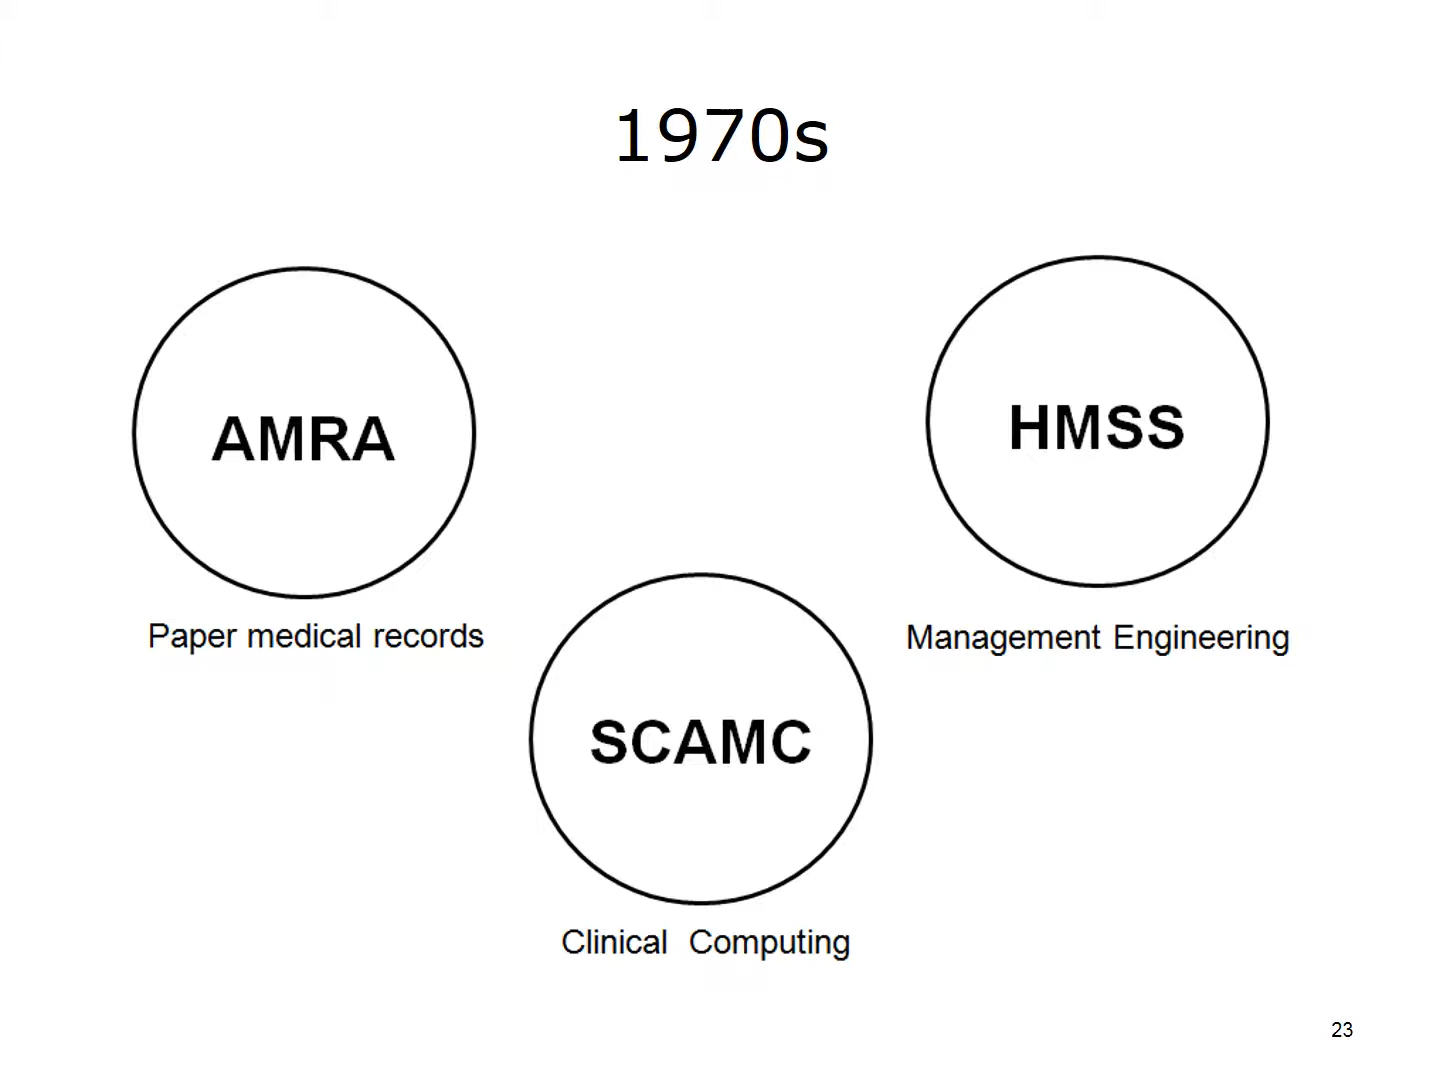 1970s
AMRA
HMSS
Paper medical records
Management Engineering
SCAMC
Clinical Computing
23